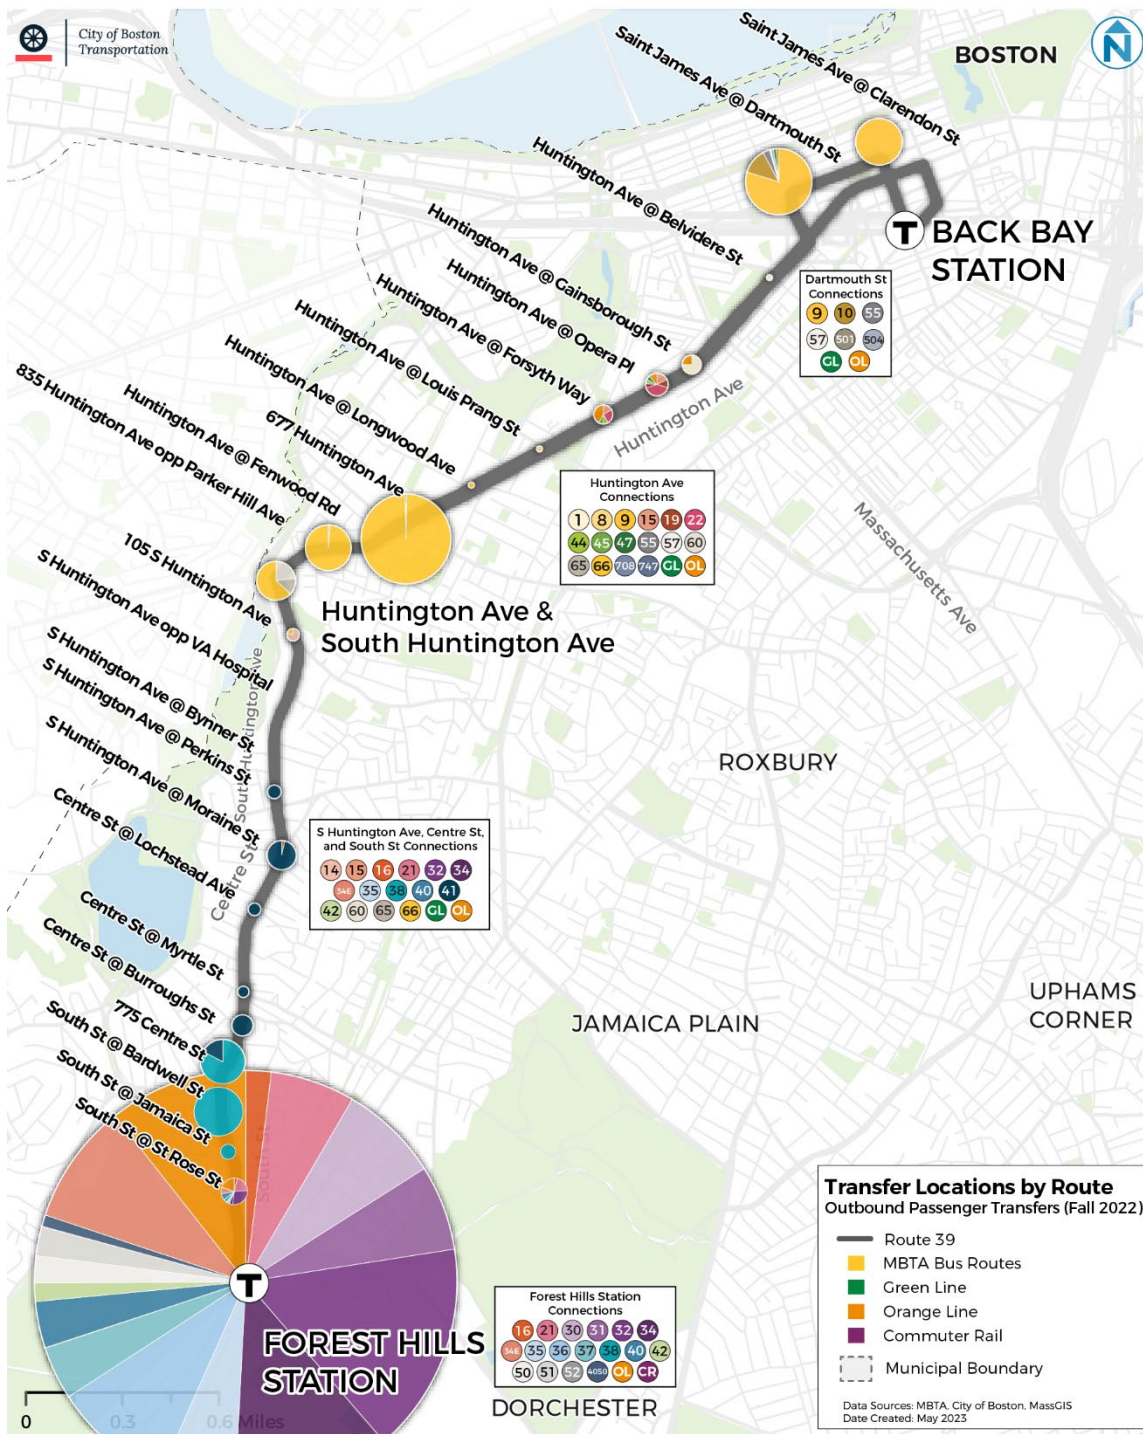 City of Boston
Transportation
BOSTON
N
Saint James Ave @ Clarendon St
Saint James Ave @ Dartmouth St
Huntington Ave @ Belvidere St
Huntington Ave @ Gainsborough St
Huntington Ave @ Opera Pl
Huntington Ave @ Forsyth Way
Huntington Ave @ Louis Prang St
Huntington Ave @ Longwood Ave
677 Huntington Ave
Huntington Ave @ Fenwood Rd
835 Huntington Ave opp Parker Hill Ave
105 S Huntington Ave
S Huntington Ave opp VA Hospital
S Huntington Ave @ Bynner St
S Huntington Ave @ Perkins St
S Huntington Ave @ Moraine St
Centre St @ Lochstead Ave
Centre St @ Myrtle St
Centre St @ Burroughs St
775 Centre St
South St @ Bardwell St
South St @ Jamaica St
South St @ St Rose St
T BACK BAY
STATION
Dartmouth St
Connections
9 10 55
57 501 504
GL OL
Huntington Ave
Massachusetts Ave
Huntington Ave
Connections
1 8 9 15 19 22
44 45 47 55 57 60
65 66 708 747 GL OL
Huntington Ave &
South Huntington Ave
South Huntington Ave
Centre St
ROXBURY
S Huntington Ave, Centre St,
and South St Connections
14 15 16 21 32 34
34E 35 38 40 41
42 60 65 66 GL OL
JAMAICA PLAIN
UPHAMS
CORNER
South St
T
FOREST HILLS
STATION
Forest Hills Station
Connections
16 21 30 31 32 34
34E 35 36 37 38 40 42
50 51 52 4050 OL CR
DORCHESTER
0 0.3 0.6 Miles
Transfer Locations by Route
Outbound Passenger Transfers (Fall 2022)
Route 39
MBTA Bus Routes
Green Line
Orange Line
Commuter Rail
Municipal Boundary
Data Sources: MBTA, City of Boston, MassGIS
Date Created: May 2023